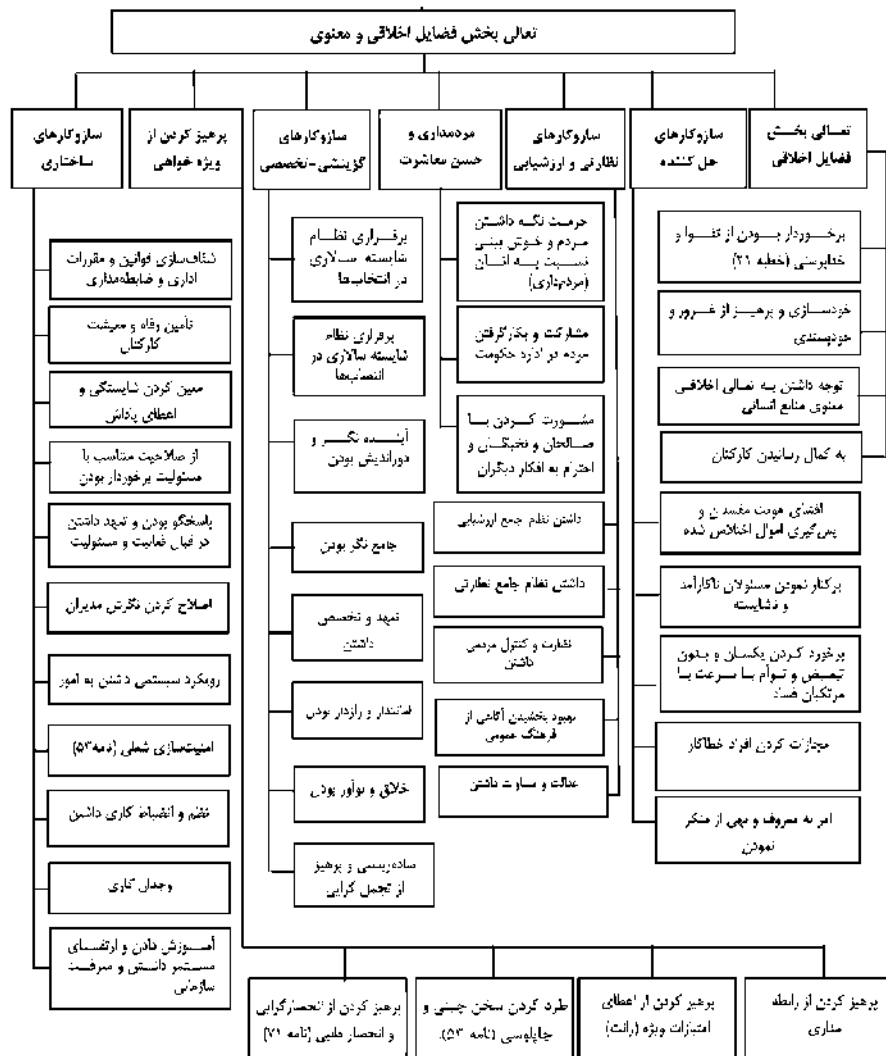 تعالی بخش فضایل اخلاقی و معنوی
تعالی بخش
فضایل اخلاقی
سازوکارهای
حل کننده
سازوکارهای
نظارتی و ارزشیابی
مردمداری و
حسن معاشرت
سازوکارهای
گزینشی-تخصصی
پرهیز کردن از
ویژه خواهی
سازوکارهای
ساختاری
برخوردار بودن از تقوا و
خداپرستی (خطبه ۲۱)
خودسازی و پرهیز از غرور و
خودپسندی
توجه داشتن به تعالی اخلاقی
معنوی منابع انسانی
به کمال رسانیدن کارکنان
افشای هویت مفسدن و
پس‌گیری اموال اختلاس شده
برکنار نمودن مسئولان ناکارآمد
و نشایسته
برخورد کردن یکسان و بدون
تبعیض و توأم با سرعت با
مرتکبان فساد
مجازات کردن افراد خطاکار
امر به معروف و نهی از منکر
نمودن
حرمت نگه داشتن
مردم و خوش بینی
نسبت به آنان
(مردم‌داری)
مشارکت و بکارگرفتن
مردم در اداره حکومت
مشورت کردن با
صالحان و نخبگان و
احترام به افکار دیگران
داشتن نظام جامع ارزشیابی
داشتن نظام جامع نظارتی
نظارت و کنترل مردمی
داشتن
بهبود بخشیدن آگاهی از
فرهنگ عمومی
عدالت و مساوات داشتن
برقراری نظام
شایسته سالاری
در انتخاب‌ها
برقراری نظام
شایسته سالاری در
انتصاب‌ها
آینده نگر و
دوراندیش بودن
جامع نگر بودن
تعهد و تخصص
داشتن
امانتدار و رازدار بودن
خلاق و نوآور بودن
ساده‌زیستی و پرهیز
از تجمل گرایی
شفاف‌سازی قوانین و مقررات
اداری و ضابطه‌مداری
تأمین رفاه و معیشت
کارکنان
معین کردن شایستگی و
اعطای پاداش
از صلاحیت متناسب با
مسئولیت برخوردار بودن
پاسخگو بودن و تعهد داشتن
در قبال فعالیت و مسئولیت
اصلاح کردن نگرش مدیران
رویکرد سیستمی داشتن به امور
امنیت‌سازی شغلی (نامه ۵۳)
نظم و انضباط کاری داشتن
وجدان کاری
آموزش دادن و ارتقای
مستمر دانش و معرفت
سازمانی
پرهیز کردن از رابطه
مداری
پرهیز کردن از اعطای
امتیازات ویژه (رانت)
طرد کردن سخن چینی و
چاپلوسی (نامه ۵۳).
پرهیز کردن از انحصارگرایی
و انحصار طلبی (نامه ۷۱)